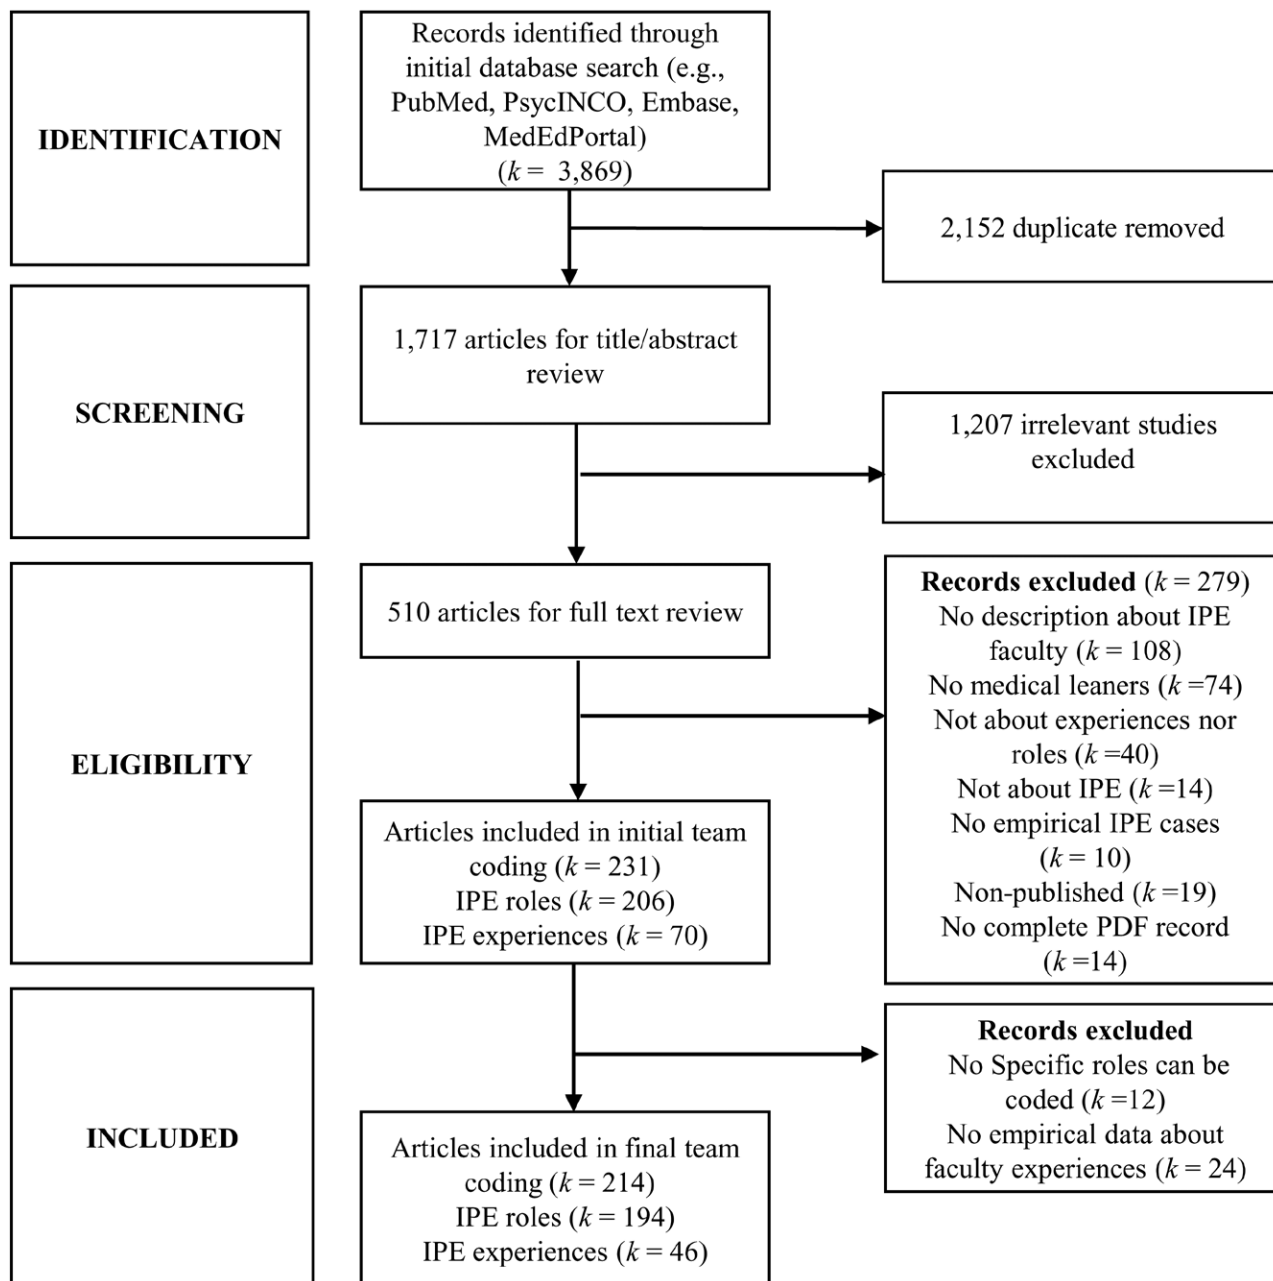 IDENTIFICATION
Records identified through
initial database search (e.g.,
PubMed, PsycINCO, Embase,
MedEdPortal)
(k = 3,869)
2,152 duplicate removed
SCREENING
1,717 articles for title/abstract
review
1,207 irrelevant studies
excluded
ELIGIBILITY
510 articles for full text review
Records excluded (k = 279)
No description about IPE
faculty (k = 108)
No medical leaners (k =74)
Not about experiences nor
roles (k =40)
Not about IPE (k =14)
No empirical IPE cases
(k = 10)
Non-published (k =19)
No complete PDF record
(k =14)
Articles included in initial team
coding (k = 231)
IPE roles (k = 206)
IPE experiences (k = 70)
INCLUDED
Records excluded
No Specific roles can be
coded (k =12)
No empirical data about
faculty experiences (k = 24)
Articles included in final team
coding (k = 214)
IPE roles (k = 194)
IPE experiences (k = 46)